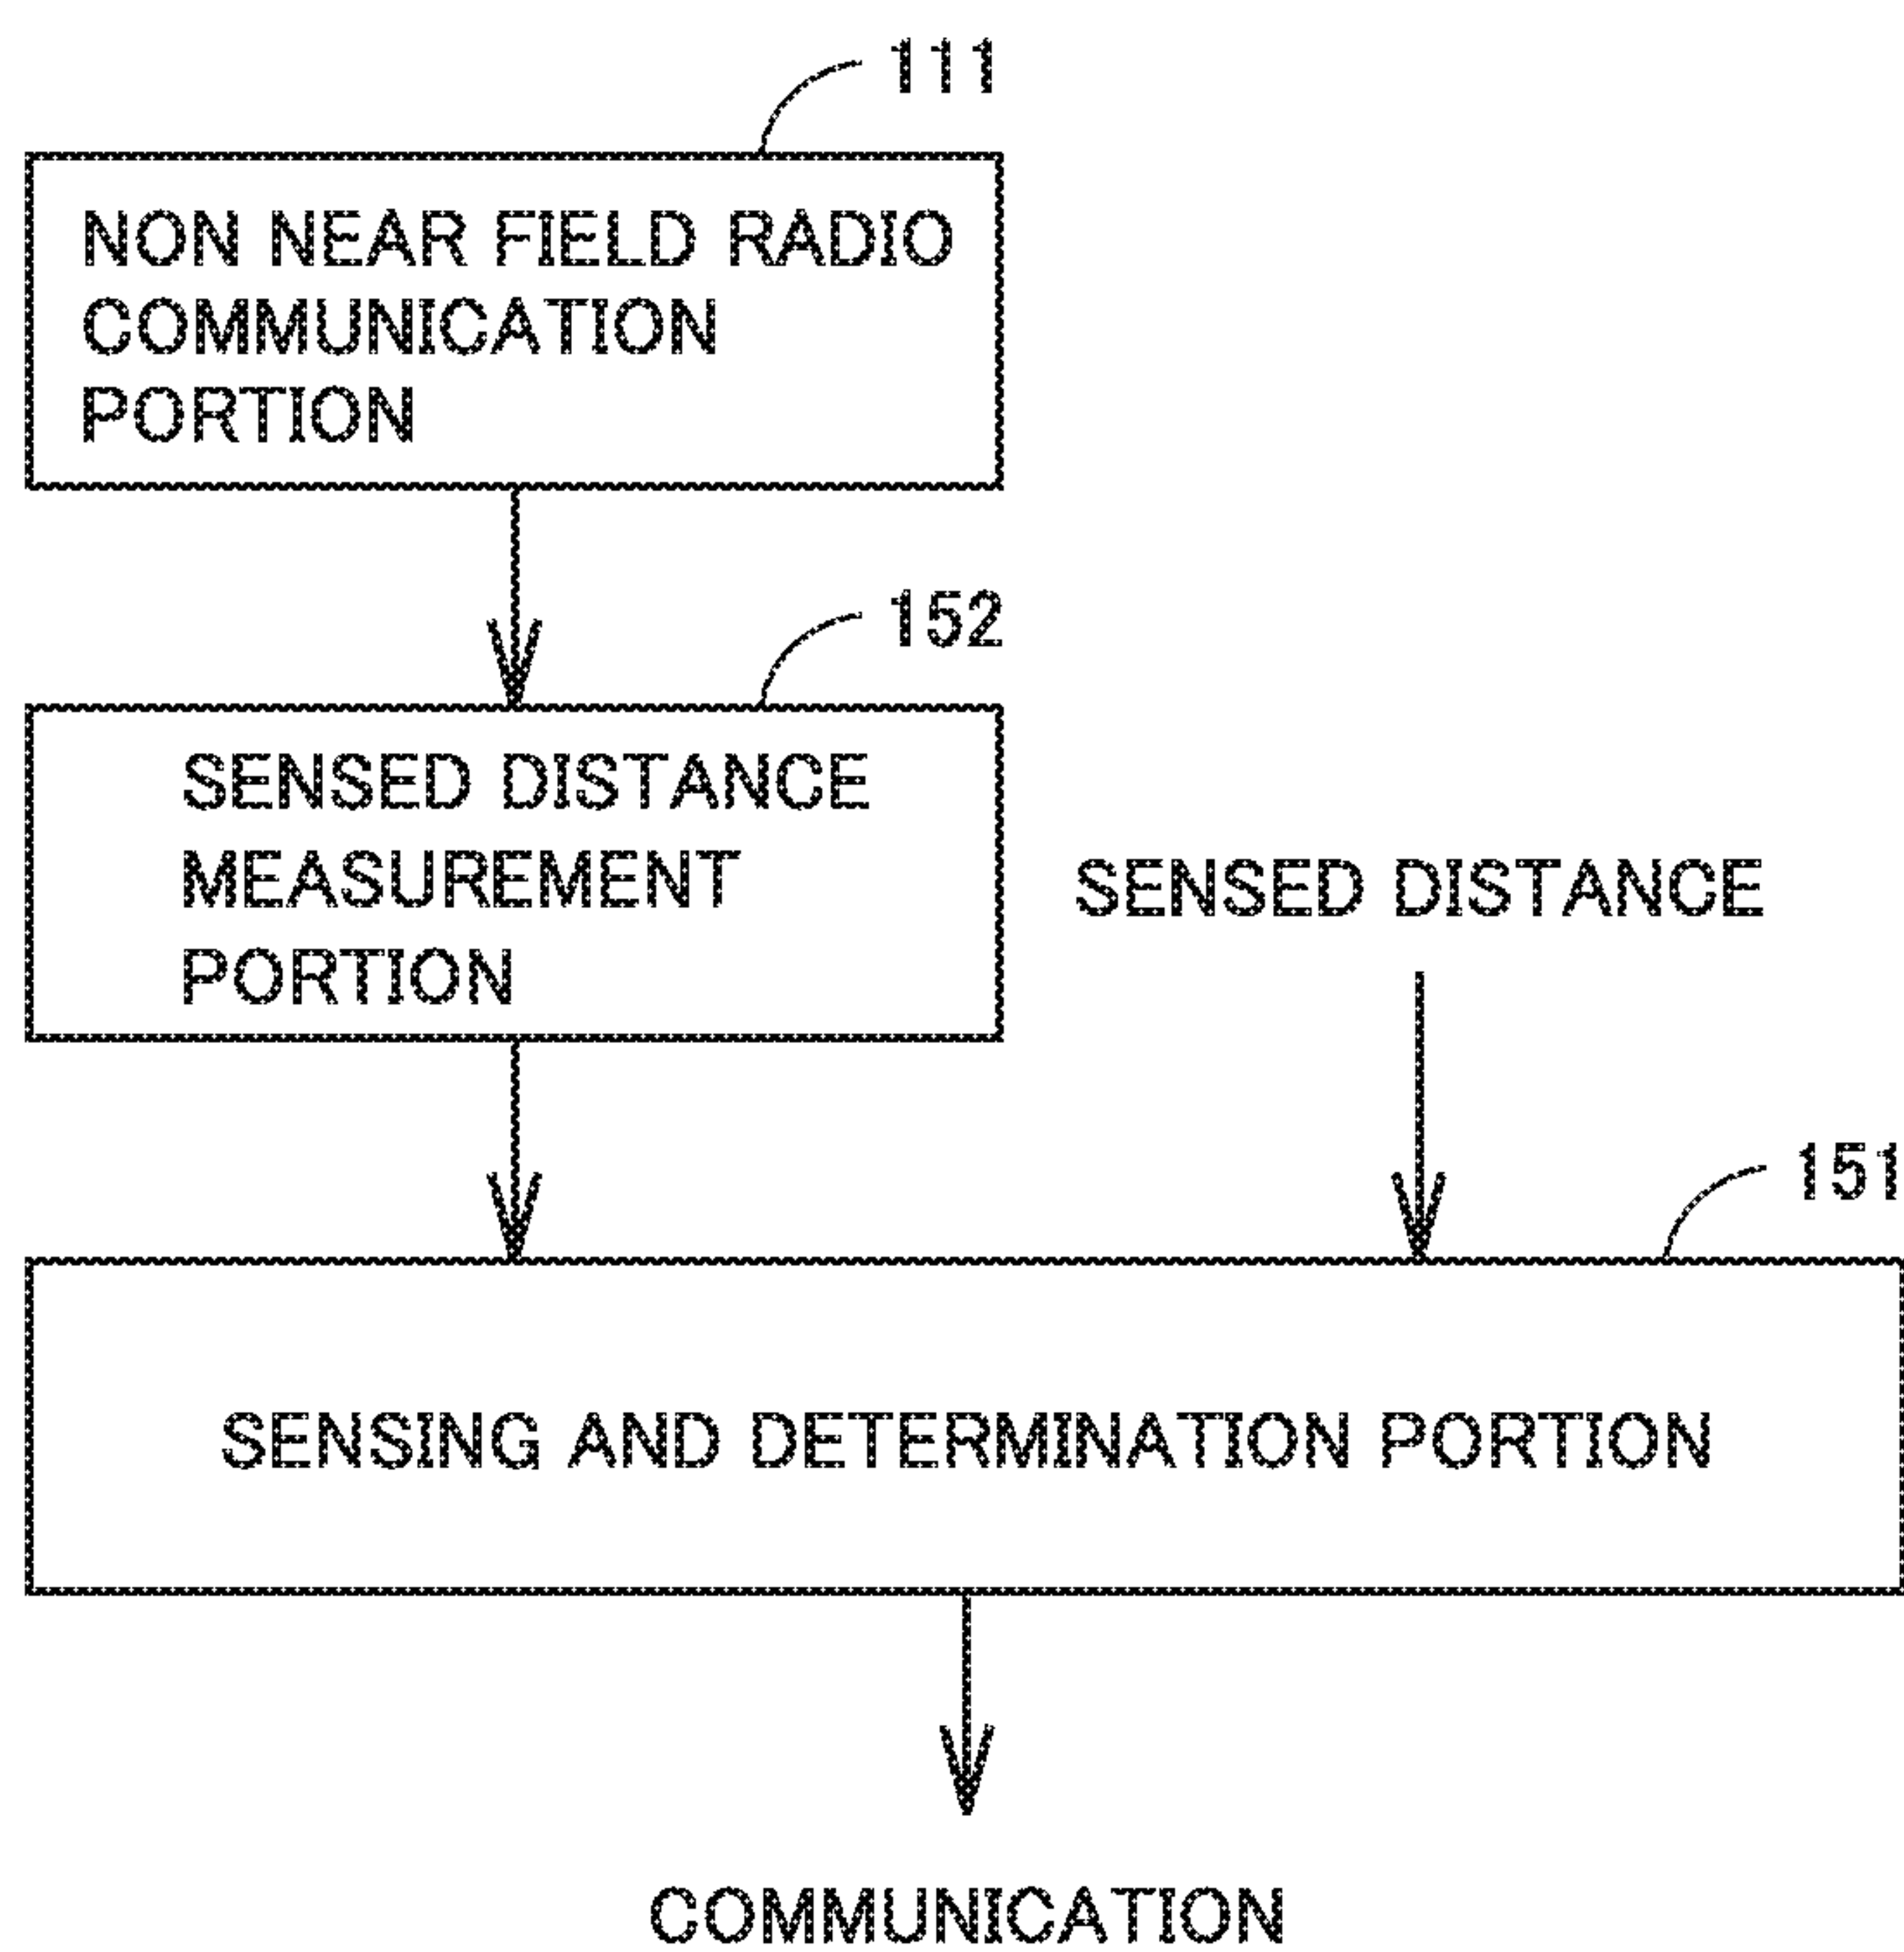 111
NON NEAR FIELD RADIO
COMMUNICATION
PORTION
152
SENSED DISTANCE
MEASUREMENT
PORTION
SENSED DISTANCE
151
SENSING AND DETERMINATION PORTION
COMMUNICATION